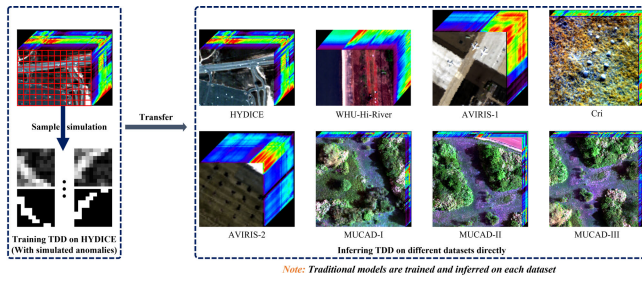 Sample simulation
Training TDD on HYDICE
(With simulated anomalies)
Transfer
HYDICE
WHU-Hi-River
AVIRIS-1
Cri
AVIRIS-2
MUCAD-I
MUCAD-II
MUCAD-III
Inferring TDD on different datasets directly
Note: Traditional models are trained and inferred on each dataset